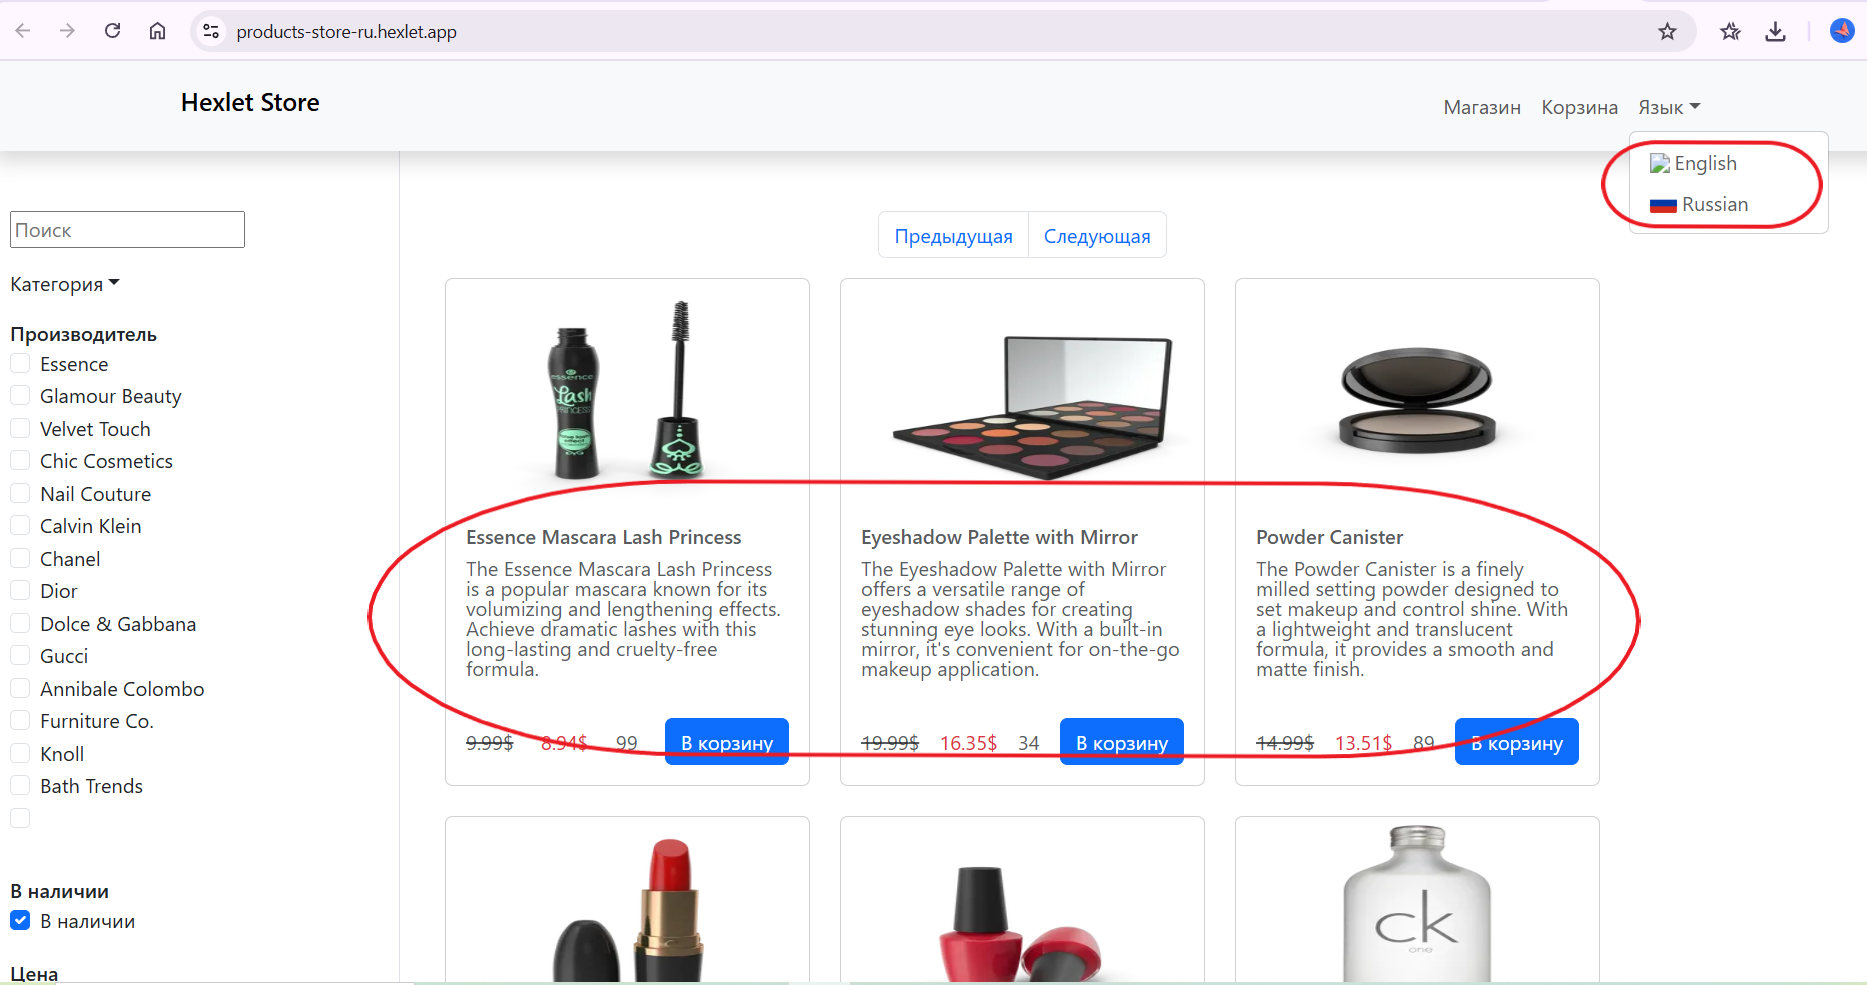 products-store-ru.hexlet.app
Hexlet Store
Магазин Корзина Язык
English
Russian
Поиск
Категория
Производитель
Essence
Glamour Beauty
Velvet Touch
Chic Cosmetics
Nail Couture
Calvin Klein
Chanel
Dior
Dolce & Gabbana
Gucci
Annibale Colombo
Furniture Co.
Knoll
Bath Trends
В наличии
В наличии
Цена
Предыдущая Следующая
essence
Lash
PRINCESS
Essence Mascara Lash Princess
The Essence Mascara Lash Princess
is a popular mascara known for its
volumizing and lengthening effects.
Achieve dramatic lashes with this
long-lasting and cruelty-free
formula.
9.99$ 8.94$ 99 В корзину
Eyeshadow Palette with Mirror
The Eyeshadow Palette with Mirror
offers a versatile range of
eyeshadow shades for creating
stunning eye looks. With a built-in
mirror, it's convenient for on-the-go
makeup application.
19.99$ 16.35$ 34 В корзину
Powder Canister
The Powder Canister is a finely
milled setting powder designed to
set makeup and control shine. With
a lightweight and translucent
formula, it provides a smooth and
matte finish.
14.99$ 13.51$ 89 В корзину
ck
one